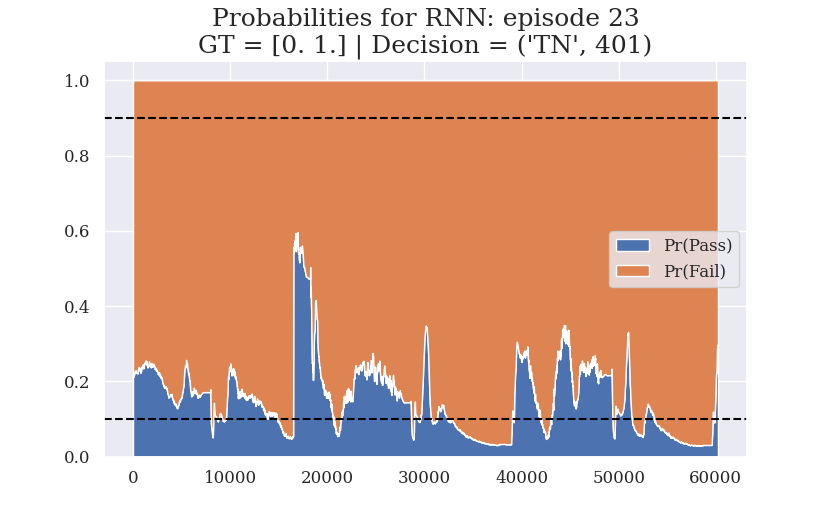 Probabilities for RNN: episode 23
GT = [0. 1.] | Decision = ('TN', 401)
1.0
0.8
0.6
0.4
0.2
0.0
Pr(Pass)
Pr(Fail)
0 10000 20000 30000 40000 50000 60000